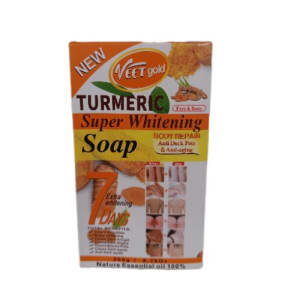 NEW
VEET gold
TURMERIC
Face & Body
Super Whitening
Soap
BODY REPAIR
Anti Dark Pots
& Anti-aging
7
Extra
whitening
DAYS
Nature Essential oil 100%